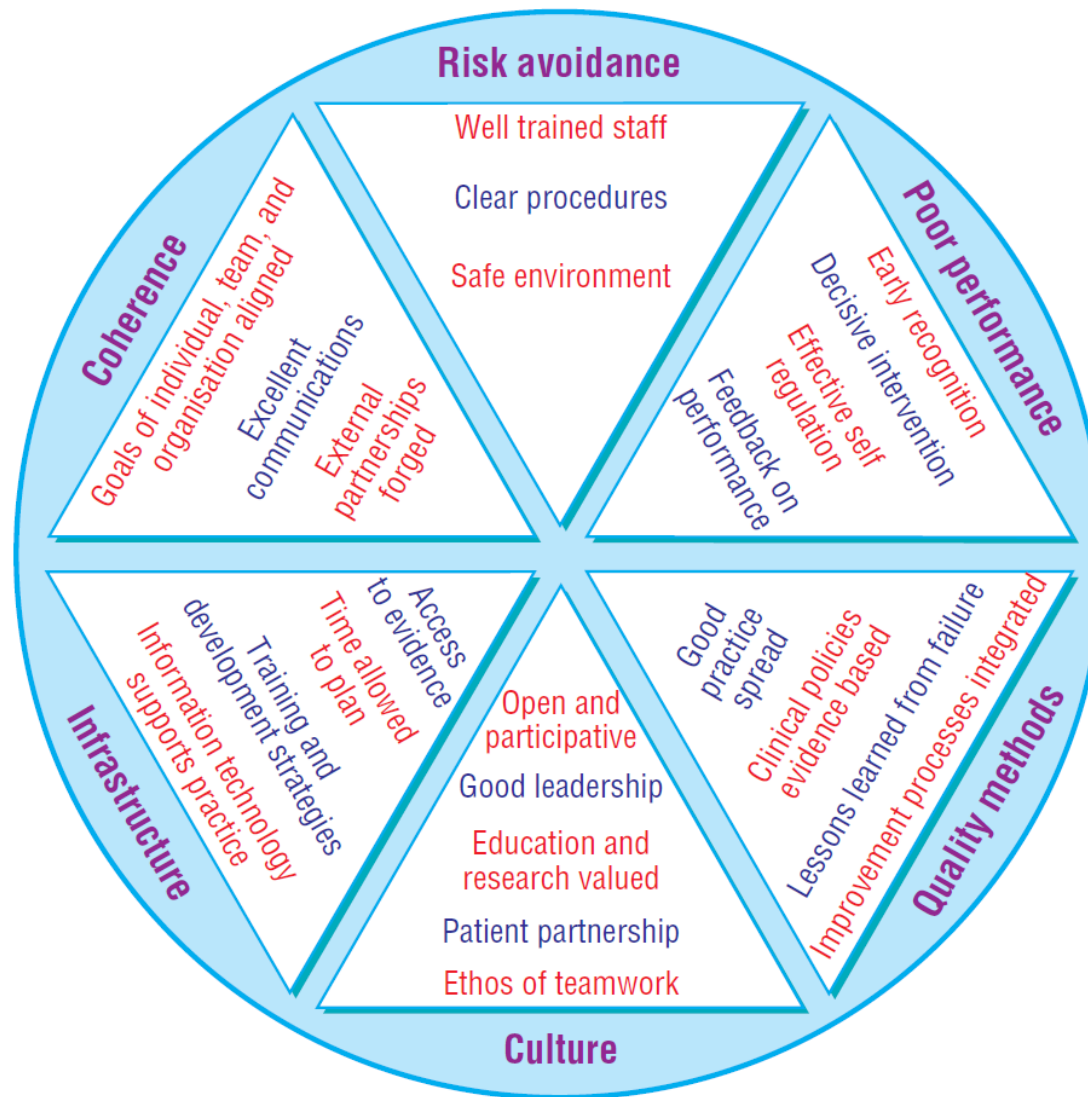 Risk avoidance
Well trained staff
Clear procedures
Safe environment
Poor performance
Early recognition
Decisive intervention
Effective self
regulation
Feedback on
performance
Quality methods
Good
practice
spread
Clinical policies
evidence based
Lessons learned from failure
Improvement processes integrated
Culture
Open and
participative
Good leadership
Education and
research valued
Patient partnership
Ethos of teamwork
Infrastructure
Access
to evidence
Time allowed
to plan
Training and
development strategies
Information technology
supports practice
Coherence
Goals of individual, team, and
organisation aligned
Excellent
communications
External
partnerships
forged